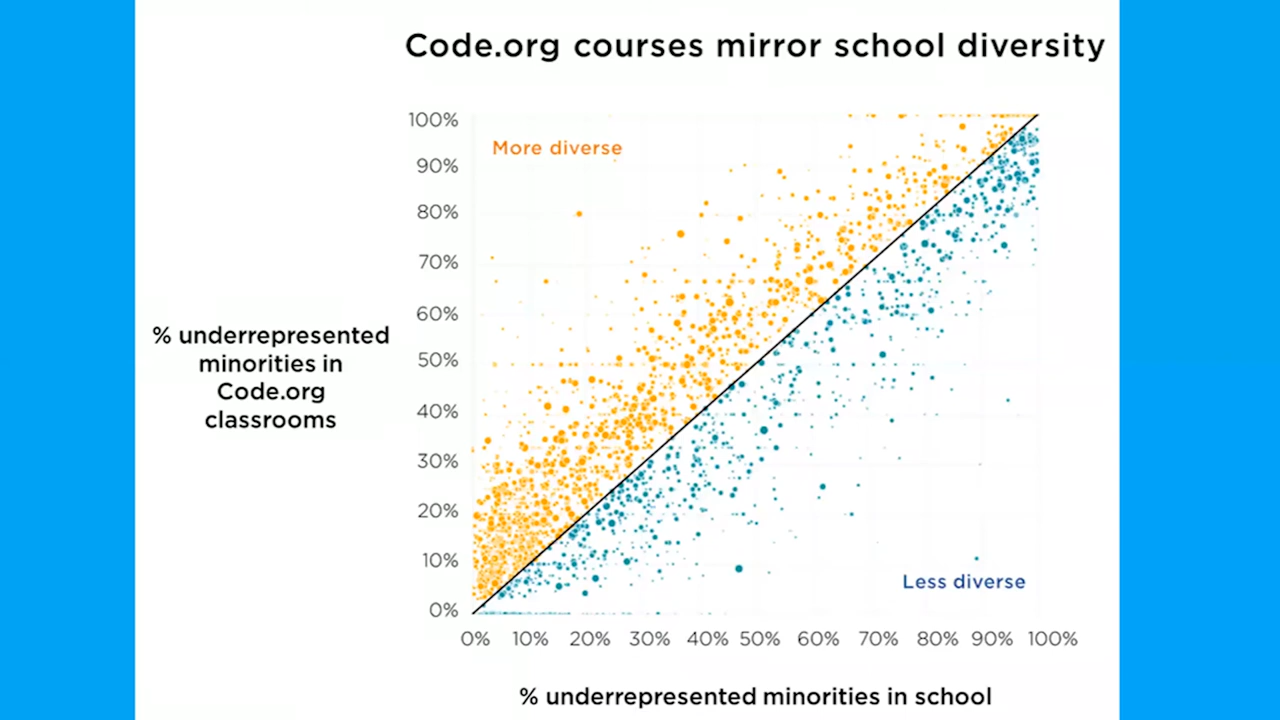 Code.org courses mirror school diversity
100%
More diverse
90%
80%
70%
60%
% underrepresented
minorities in
Code.org
classrooms
50%
40%
30%
20%
10%
Less diverse
0%
0% 10% 20% 30% 40% 50% 60% 70% 80% 90% 100%
% underrepresented minorities in school